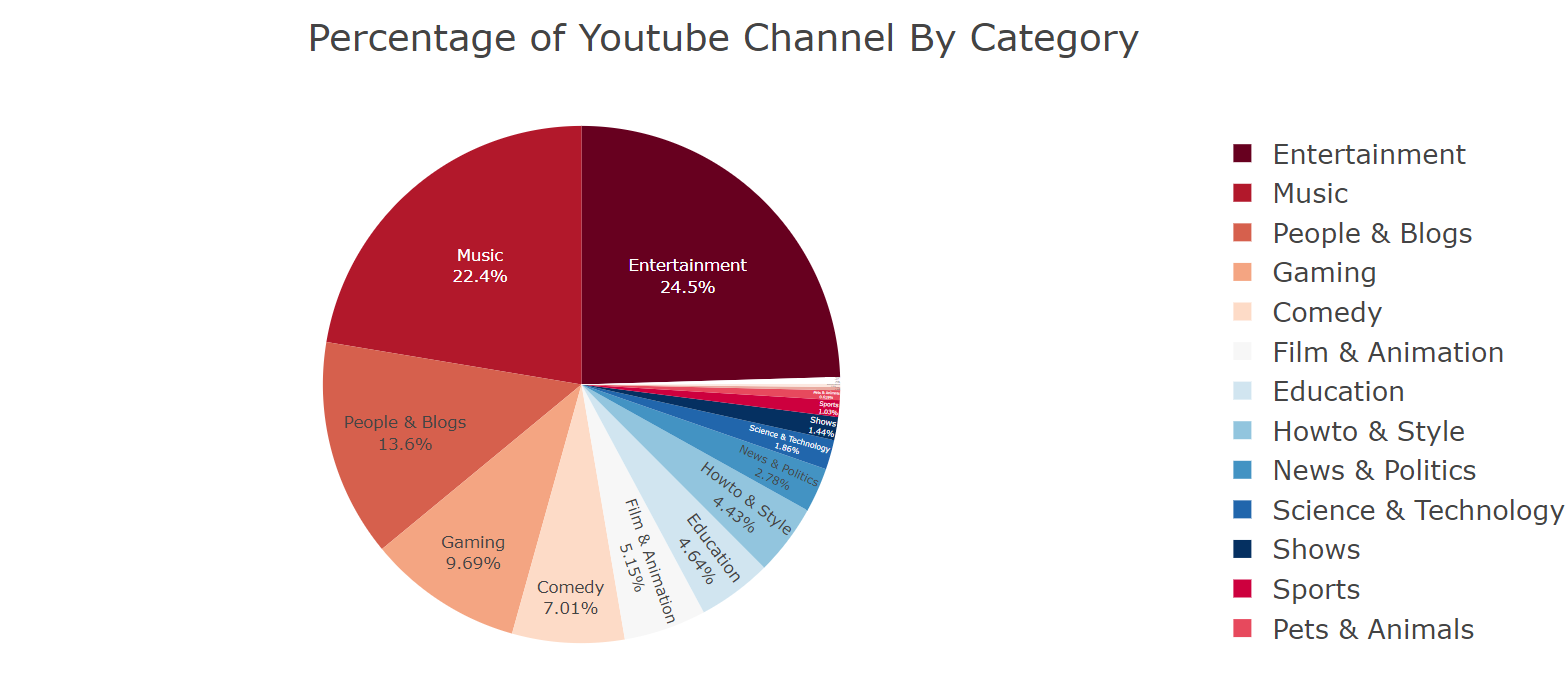 Percentage of Youtube Channel By Category
Entertainment
24.5%
Music
22.4%
People & Blogs
13.6%
Gaming
9.69%
Comedy
7.01%
Film & Animation
5.15%
Education
4.64%
Howto & Style
4.43%
News & Politics
2.78%
Science & Technology
1.86%
Shows
1.44%
Sports
1.03%
Pets & Animals
Entertainment
Music
People & Blogs
Gaming
Comedy
Film & Animation
Education
Howto & Style
News & Politics
Science & Technology
Shows
Sports
Pets & Animals